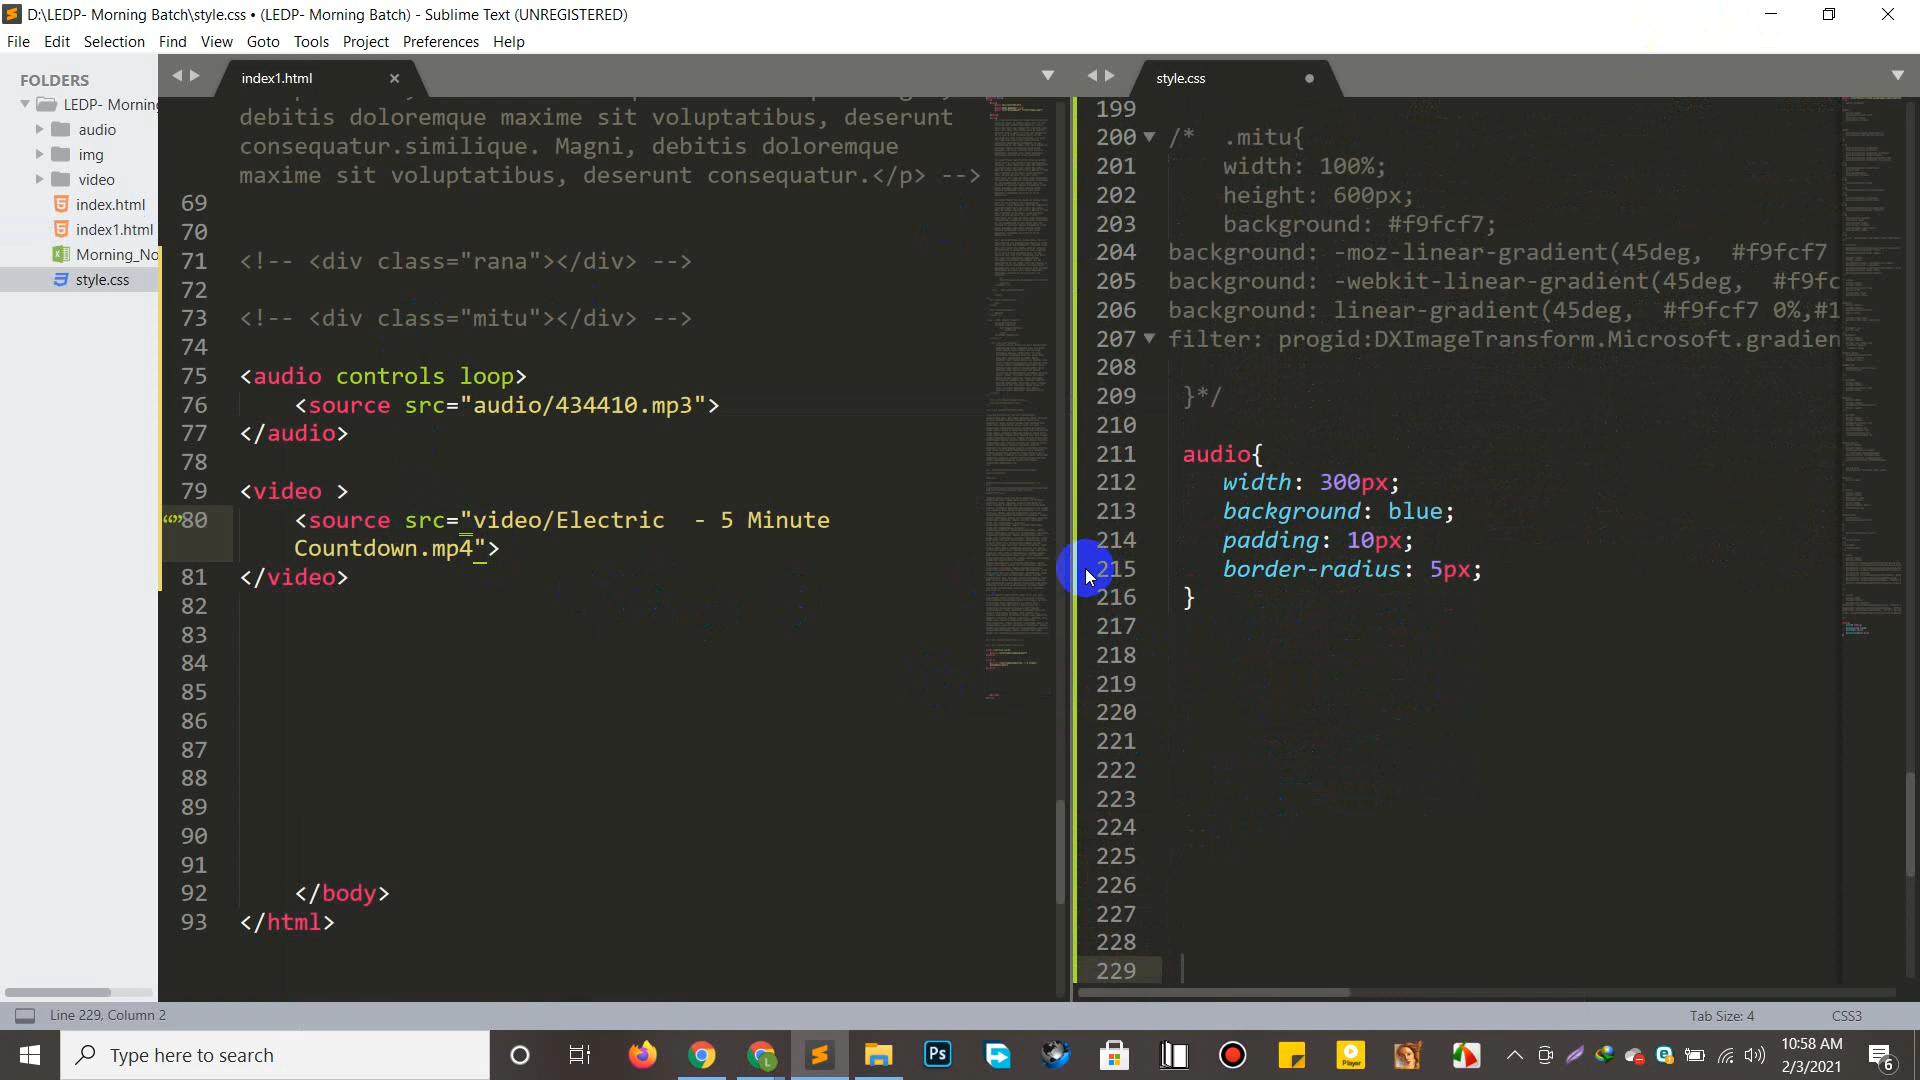 D:\LEDP- Morning Batch\style.css • (LEDP- Morning Batch) - Sublime Text (UNREGISTERED)
File Edit Selection Find View Goto Tools Project Preferences Help
FOLDERS
LEDP- Morning
audio
img
video
index.html
index1.html
Morning_No
style.css
index1.html
debitis doloremque maxime sit voluptatibus, deserunt
consequatur.similique. Magni, debitis doloremque
maxime sit voluptatibus, deserunt consequatur.</p> -->
69
70
71 <!-- <div class="rana"></div> -->
72
73 <!-- <div class="mitu"></div> -->
74
75 <audio controls loop>
76 <source src="audio/434410.mp3">
77 </audio>
78
79 <video >
80 <source src="video/Electric  - 5 Minute
Countdown.mp4">
81 </video>
82
83
84
85
86
87
88
89
90
91
92 </body>
93 </html>
style.css
199
200 /*  .mitu{
201 width: 100%;
202 height: 600px;
203 background: #f9fcf7;
204 background: -moz-linear-gradient(45deg,  #f9fcf7
205 background: -webkit-linear-gradient(45deg,  #f9fc
206 background: linear-gradient(45deg,  #f9fcf7 0%,#1
207 filter: progid:DXImageTransform.Microsoft.gradien
208
209 }*/
210
211 audio{
212 width: 300px;
213 background: blue;
214 padding: 10px;
215 border-radius: 5px;
216 }
217
218
219
220
221
222
223
224
225
226
227
228
229
Line 229, Column 2
Tab Size: 4
CSS3
Type here to search
Ps
Player
10:58 AM
2/3/2021
6